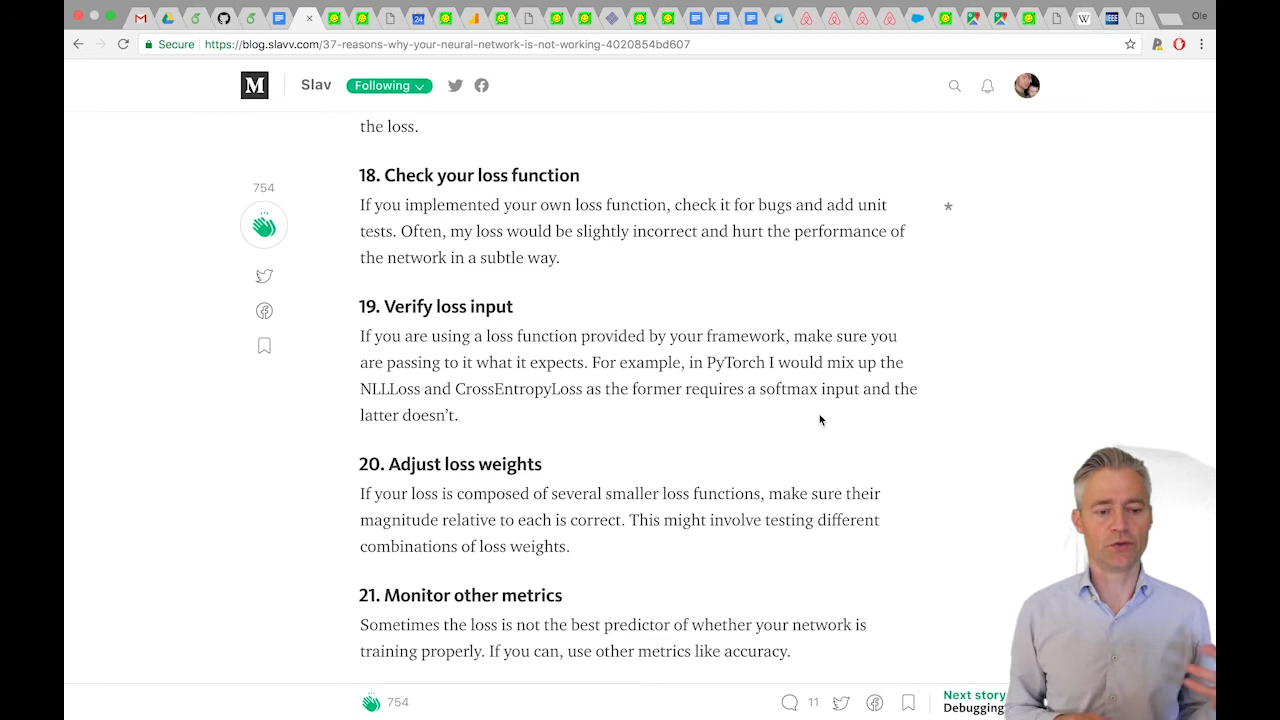 Ole
Secure
https://blog.slavv.com/37-reasons-why-your-neural-network-is-not-working-4020854bd607
M
Slav
Following
the loss.
754
18. Check your loss function
If you implemented your own loss function, check it for bugs and add unit
tests. Often, my loss would be slightly incorrect and hurt the performance of
the network in a subtle way.
*
19. Verify loss input
If you are using a loss function provided by your framework, make sure you
are passing to it what it expects. For example, in PyTorch I would mix up the
NLLLoss and CrossEntropyLoss as the former requires a softmax input and the
latter doesn’t.
20. Adjust loss weights
If your loss is composed of several smaller loss functions, make sure their
magnitude relative to each is correct. This might involve testing different
combinations of loss weights.
21. Monitor other metrics
Sometimes the loss is not the best predictor of whether your network is
training properly. If you can, use other metrics like accuracy.
754
11
Next story
Debugging